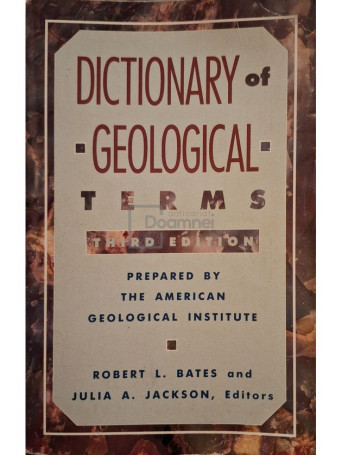 DICTIONARY of
GEOLOGICAL
TERMS
anticariat
Doamnei
THIRD EDITION
PREPARED BY
THE AMERICAN
GEOLOGICAL INSTITUTE
ROBERT L. BATES and
JULIA A. JACKSON, Editors